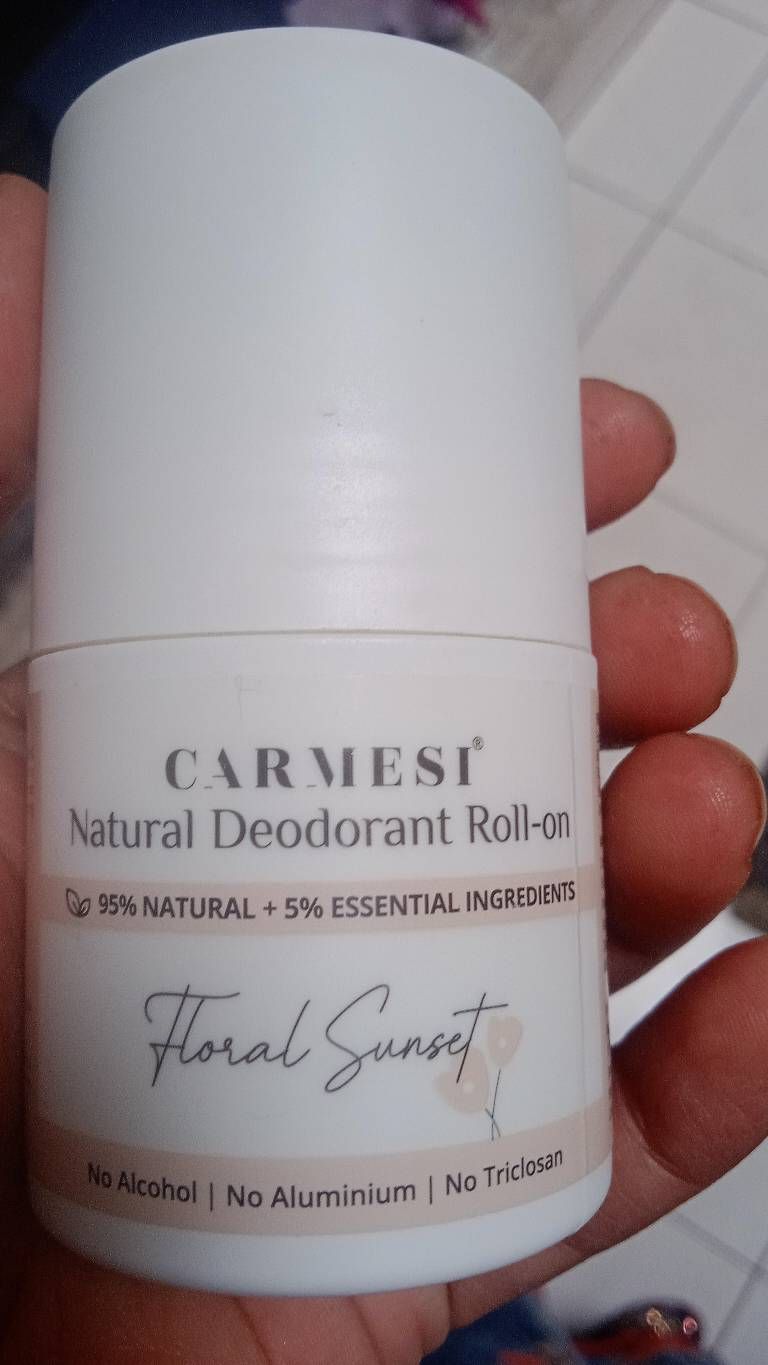 CARMESI®
Natural Deodorant Roll-on
95% NATURAL + 5% ESSENTIAL INGREDIENTS
Floral Sunset
No Alcohol | No Aluminium | No Triclosan